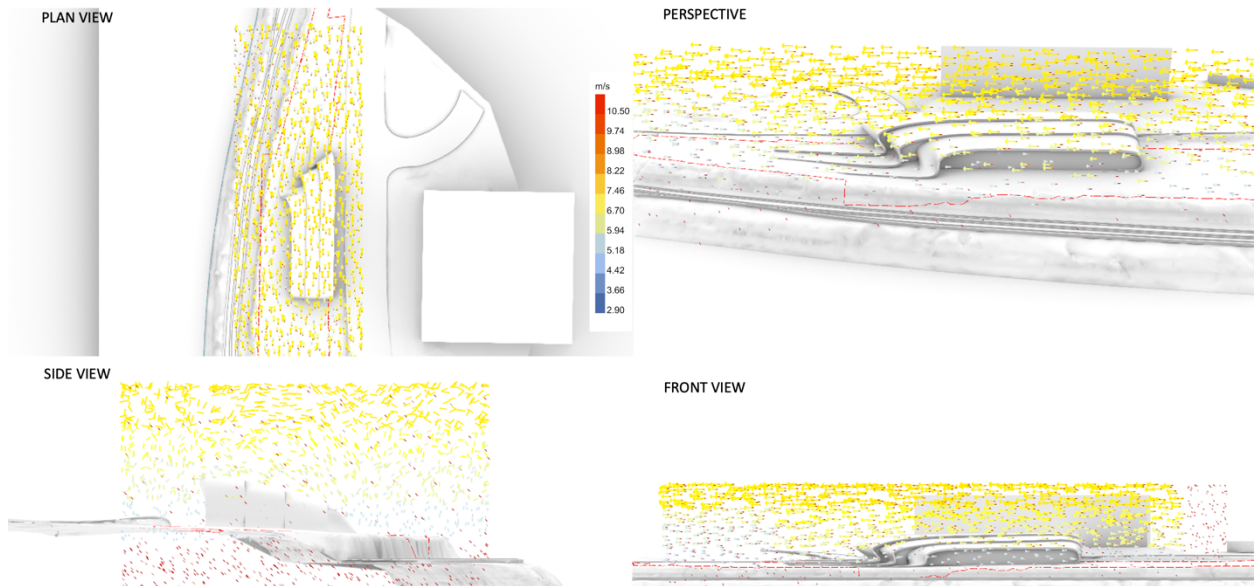 PLAN VIEW
PERSPECTIVE
m/s
10.50
9.74
8.98
8.22
7.46
6.70
5.94
5.18
4.42
3.66
2.90
SIDE VIEW
FRONT VIEW